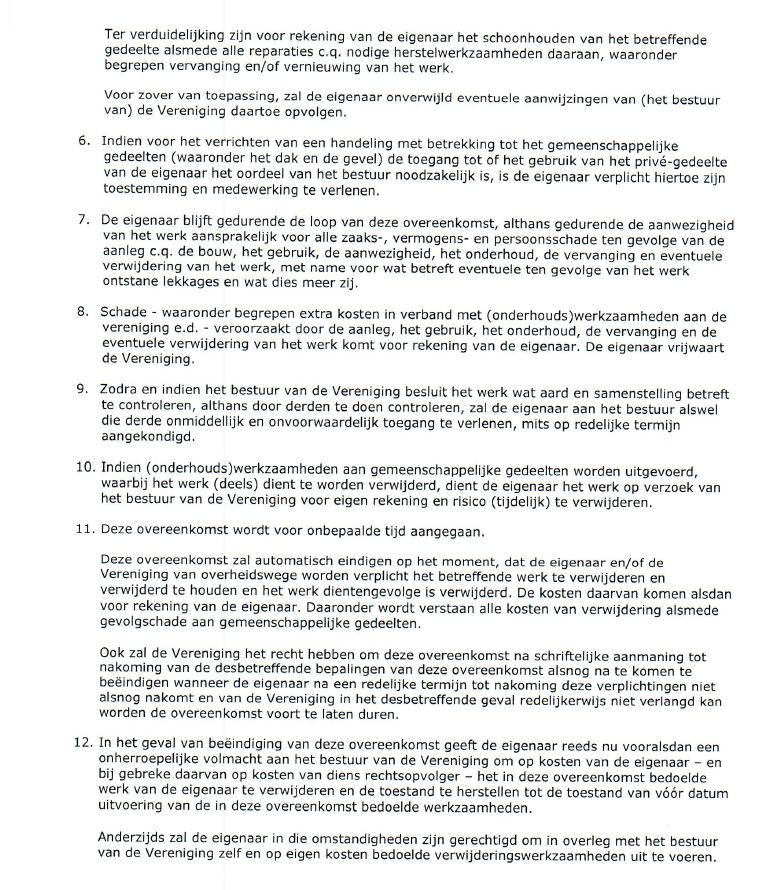 Ter verduidelijking zijn voor rekening van de eigenaar het schoonhouden van het betreffende
gedeelte alsmede alle reparaties c.q. nodige herstelwerkzaamheden daaraan, waaronder
begrepen vervanging en/of vernieuwing van het werk.
Voor zover van toepassing, zal de eigenaar onverwijld eventuele aanwijzingen van (het bestuur
van) de Vereniging daartoe opvolgen.
6. Indien voor het verrichten van een handeling met betrekking tot het gemeenschappelijke
gedeelten (waaronder het dak en de gevel) de toegang tot of het gebruik van het privé-gedeelte
van de eigenaar het oordeel van het bestuur noodzakelijk is, is de eigenaar verplicht hiertoe zijn
toestemming en medewerking te verlenen.
7. De eigenaar blijft gedurende de loop van deze overeenkomst, althans gedurende de aanwezigheid
van het werk aansprakelijk voor alle zaaks-, vermogens- en persoonsschade ten gevolge van de
aanleg c.q. de bouw, het gebruik, de aanwezigheid, het onderhoud, de vervanging en eventuele
verwijdering van het werk, met name voor wat betreft eventuele ten gevolge van het werk
ontstane lekkages en wat dies meer zij.
8. Schade - waaronder begrepen extra kosten in verband met (onderhouds)werkzaamheden aan de
vereniging e.d. - veroorzaakt door de aanleg, het gebruik, het onderhoud, de vervanging en de
eventuele verwijdering van het werk komt voor rekening van de eigenaar. De eigenaar vrijwaart
de Vereniging.
9. Zodra en indien het bestuur van de Vereniging besluit het werk wat aard en samenstelling betreft
te controleren, althans door derden te doen controleren, zal de eigenaar aan het bestuur alswel
die derde onmiddellijk en onvoorwaardelijk toegang te verlenen, mits op redelijke termijn
aangekondigd.
10. Indien (onderhouds)werkzaamheden aan gemeenschappelijke gedeelten worden uitgevoerd,
waarbij het werk (deels) dient te worden verwijderd, dient de eigenaar het werk op verzoek van
het bestuur van de Vereniging voor eigen rekening en risico (tijdelijk) te verwijderen.
11. Deze overeenkomst wordt voor onbepaalde tijd aangegaan.
Deze overeenkomst zal automatisch eindigen op het moment, dat de eigenaar en/of de
Vereniging van overheidswege worden verplicht het betreffende werk te verwijderen en
verwijderd te houden en het werk dientengevolge is verwijderd. De kosten daarvan komen alsdan
voor rekening van de eigenaar. Daaronder wordt verstaan alle kosten van verwijdering alsmede
gevolgschade aan gemeenschappelijke gedeelten.
Ook zal de Vereniging het recht hebben om deze overeenkomst na schriftelijke aanmaning tot
nakoming van de desbetreffende bepalingen van deze overeenkomst alsnog na te komen te
beëindigen wanneer de eigenaar na een redelijke termijn tot nakoming deze verplichtingen niet
alsnog nakomt en van de Vereniging in het desbetreffende geval redelijkerwijs niet verlangd kan
worden de overeenkomst voort te laten duren.
12. In het geval van beëindiging van deze overeenkomst geeft de eigenaar reeds nu vooralsdan een
onherroepelijke volmacht aan het bestuur van de Vereniging om op kosten van de eigenaar – en
bij gebreke daarvan op kosten van diens rechtsopvolger – het in deze overeenkomst bedoelde
werk van de eigenaar te verwijderen en de toestand te herstellen tot de toestand van vóór datum
uitvoering van de in deze overeenkomst bedoelde werkzaamheden.
Anderzijds zal de eigenaar in die omstandigheden zijn gerechtigd om in overleg met het bestuur
van de Vereniging zelf en op eigen kosten bedoelde verwijderingswerkzaamheden uit te voeren.